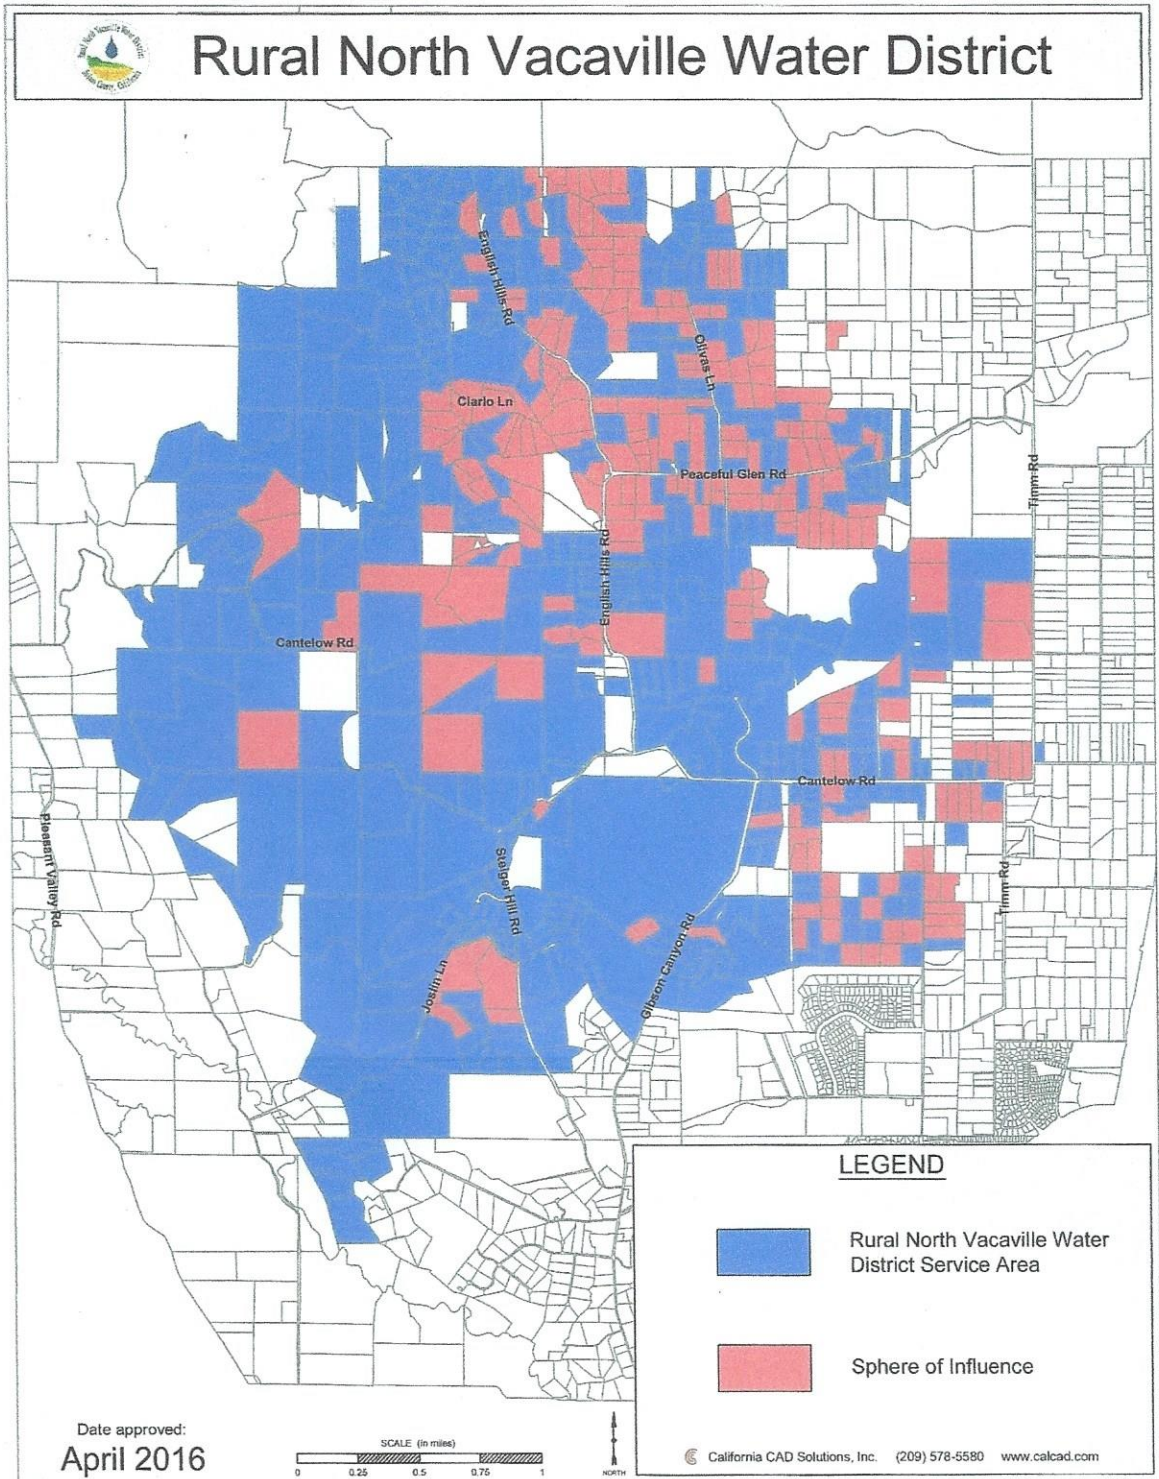 Rural North Vacaville Water District
English Hills Rd
Olivas Ln
Clario Ln
Peaceful Glen Rd
Timm Rd
English Hills Rd
Cantelow Rd
Cantelow Rd
Pleasant Valley Rd
Steiger Hill Rd
Timm Rd
Gibson Canyon Rd
Joslin Ln
LEGEND
Rural North Vacaville Water
District Service Area
Sphere of Influence
Date approved:
April 2016
SCALE (in miles)
0 0.25 0.5 0.75 1
NORTH
California CAD Solutions, Inc. (209) 578-5580 www.calcad.com